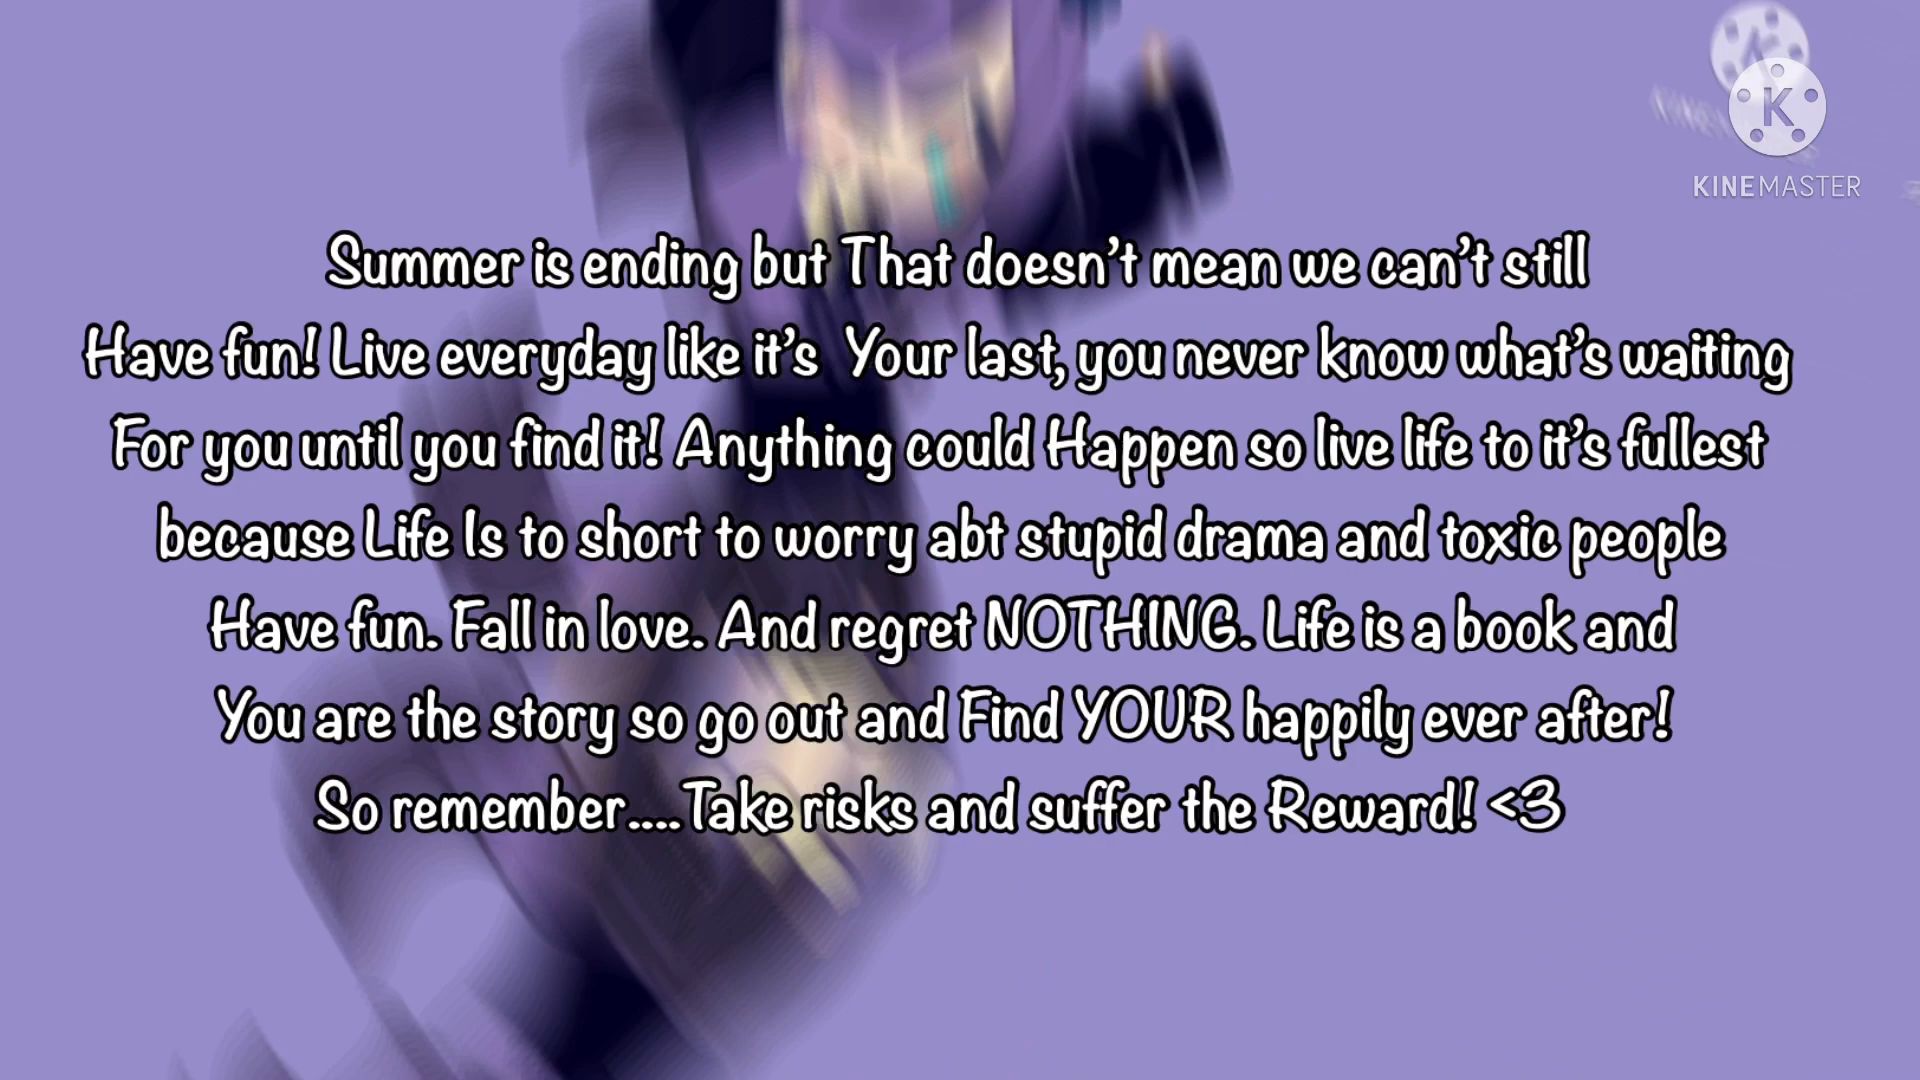 KINEMASTER
Summer is ending but That doesn't mean we can't still
Have fun! Live everyday like it's  Your last, you never know what's waiting
For you until you find it! Anything could Happen so live life to it's fullest
because Life Is to short to worry abt stupid drama and toxic people
Have fun. Fall in love. And regret NOTHING. Life is a book and
You are the story so go out and Find YOUR happily ever after!
So remember....Take risks and suffer the Reward! <3